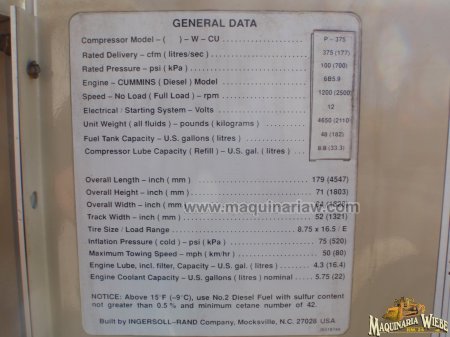 GENERAL DATA
Compressor Model – ( ) – W – CU P – 375
Rated Delivery – cfm ( litres/sec ) 375 (177)
Rated Pressure – psi ( kPa ) 100 (700)
Engine – CUMMINS ( Diesel ) Model 6B5.9
Speed – No Load ( Full Load ) – rpm 1200 (2500)
Electrical / Starting System – Volts 12
Unit Weight ( all fluids ) – pounds ( kilograms ) 4650 (2110)
Fuel Tank Capacity – U.S. gallons ( litres ) 48 (182)
Compressor Lube Capacity ( Refill ) – U.S. gal. ( litres ) 8.8 (33.3)
Overall Length – inch ( mm ) 179 (4547)
Overall Height – inch ( mm ) 71 (1803)
Overall Width – inch ( mm )
www.maquinariaw.com
Track Width – inch ( mm ) 52 (1321)
Tire Size / Load Range 8.75 x 16.5 / E
Inflation Pressure ( cold ) – psi ( kPa ) 75 (520)
Maximum Towing Speed – mph ( km/hr ) 50 (80)
Engine Lube, incl. filter, Capacity – U.S. gal. ( litres ) 4.3 (16.4)
Engine Coolant Capacity – U.S. gallons ( litres ) nominal 5.75 (22)
NOTICE: Above 15°F (–9°C), use No.2 Diesel Fuel with sulfur content
not greater than 0.5 % and minimum cetane number of 42.
Built by INGERSOLL–RAND Company, Mocksville, N.C. 27028 USA
MAQUINARIA WIEBE
KM. 24